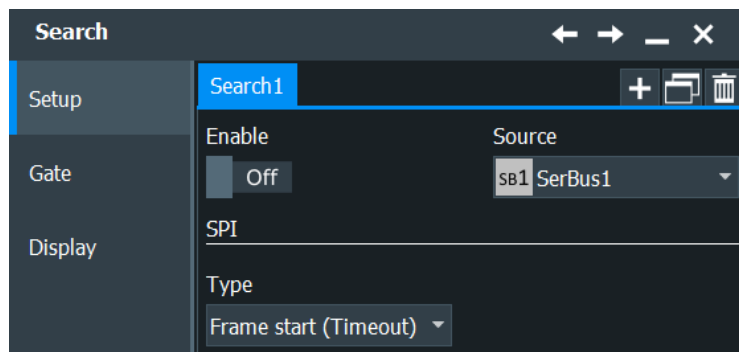 Search
Setup
Search1
Enable
Source
Gate
Off
SB1 SerBus1
SPI
Display
Type
Frame start (Timeout)